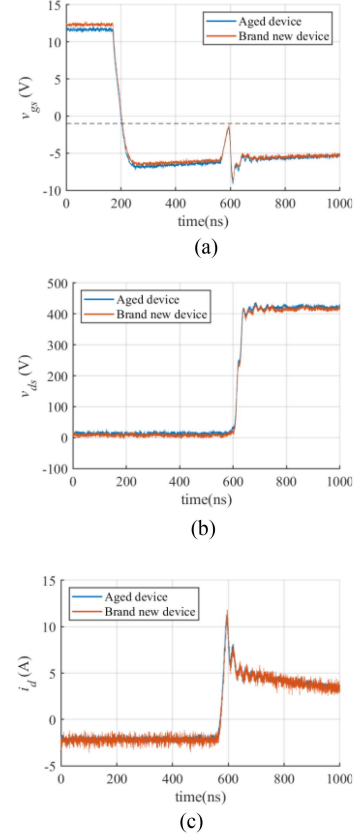 15
10
5
0
-5
-10
v_gs (V)
Aged device
Brand new device
0 200 400 600 800 1000
time(ns)
(a)
500
400
300
200
100
0
-100
v_ds (V)
Aged device
Brand new device
0 200 400 600 800 1000
time(ns)
(b)
15
10
5
0
-5
i_d (A)
Aged device
Brand new device
0 200 400 600 800 1000
time(ns)
(c)